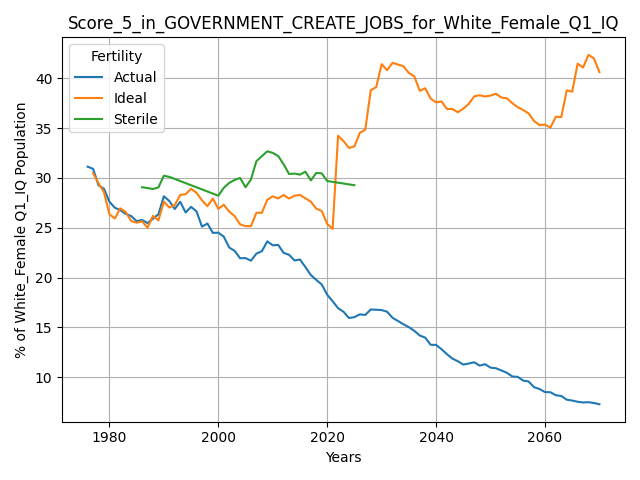 Score_5_in_GOVERNMENT_CREATE_JOBS_for_White_Female_Q1_IQ
Fertility
Actual
Ideal
Sterile
% of White_Female Q1_IQ Population
40
35
30
25
20
15
10
1980
2000
2020
2040
2060
Years